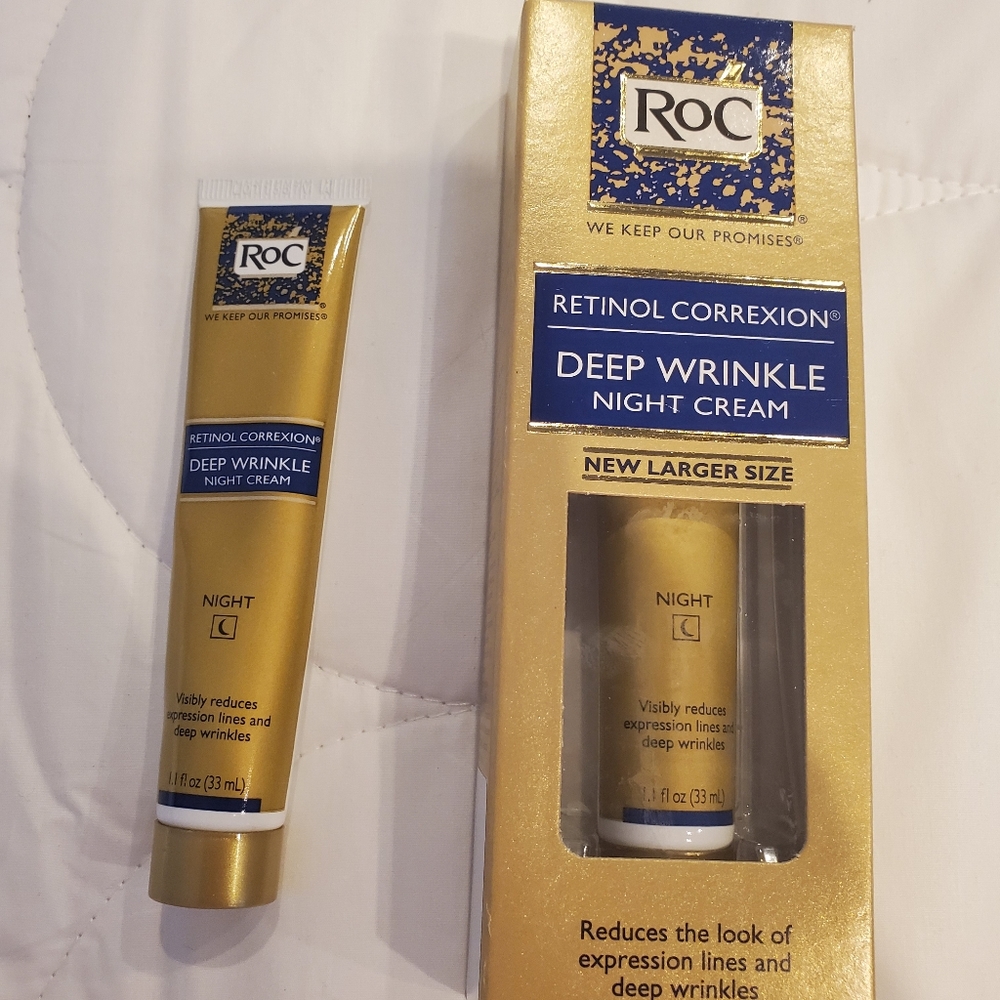 RoC
WE KEEP OUR PROMISES®
RETINOL CORREXION®
DEEP WRINKLE
NIGHT CREAM
NIGHT
Visibly reduces
expression lines and
deep wrinkles
1.1 fl oz (33 mL)
RoC
®
WE KEEP OUR PROMISES®
RETINOL CORREXION®
DEEP WRINKLE
NIGHT CREAM
NEW LARGER SIZE
NIGHT
Visibly reduces
expression lines and
deep wrinkles
1.1 fl oz (33 mL)
Reduces the look of
expression lines and
deep wrinkles